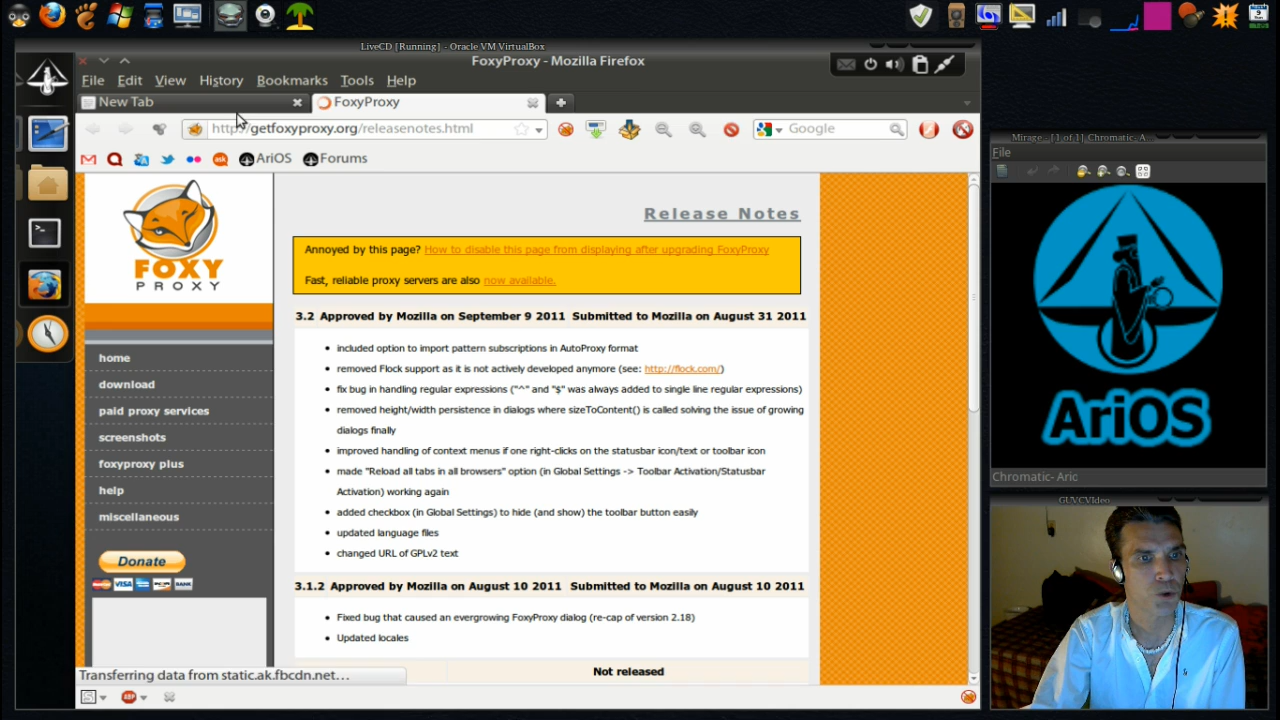 LiveCD [Running] - Oracle VM VirtualBox
FoxyProxy - Mozilla Firefox
File Edit View History Bookmarks Tools Help
New Tab
FoxyProxy
http://getfoxyproxy.org/releasenotes.html
Google
AriOS
Forums
FOXY
PROXY
home
download
paid proxy services
screenshots
foxyproxy plus
help
miscellaneous
Donate
VISA
BANK
Release Notes
Annoyed by this page? How to disable this page from displaying after upgrading FoxyProxy
Fast, reliable proxy servers are also now available.
3.2 Approved by Mozilla on September 9 2011 Submitted to Mozilla on August 31 2011
included option to import pattern subscriptions in AutoProxy format
removed Flock support as it is not actively developed anymore (see: http://flock.com/)
fix bug in handling regular expressions ("^" and "$" was always added to single line regular expressions)
removed height/width persistence in dialogs where sizeToContent() is called solving the issue of growing
dialogs finally
improved handling of context menus if one right-clicks on the statusbar icon/text or toolbar icon
made "Reload all tabs in all browsers" option (in Global Settings -> Toolbar Activation/Statusbar
Activation) working again
added checkbox (in Global Settings) to hide (and show) the toolbar button easily
updated language files
changed URL of GPLv2 text
3.1.2 Approved by Mozilla on August 10 2011 Submitted to Mozilla on August 10 2011
Fixed bug that caused an evergrowing FoxyProxy dialog (re-cap of version 2.18)
Updated locales
Not released
Transferring data from static.ak.fbcdn.net...
Mirage - [1 of 1] Chromatic- A...
File
AriOS
Chromatic- Aric
GUVCVideo